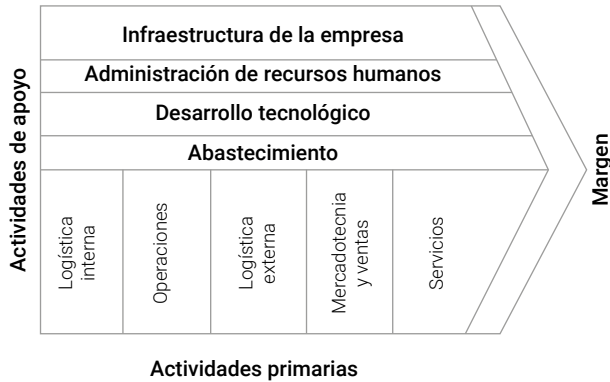 Actividades de apoyo
Infraestructura de la empresa
Administración de recursos humanos
Desarrollo tecnológico
Abastecimiento
Logística
interna
Operaciones
Logística
externa
Mercadotecnia
y ventas
Servicios
Margen
Actividades primarias